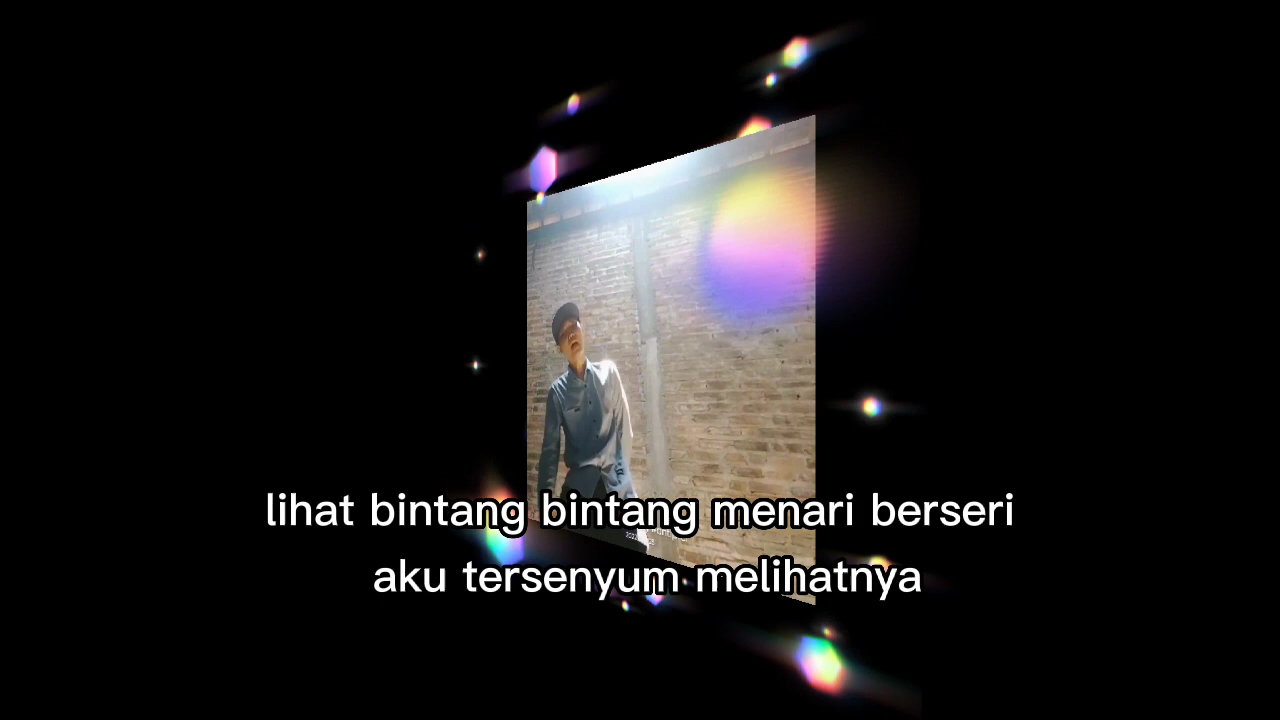 lihat bintang bintang menari berseri
aku tersenyum melihatnya